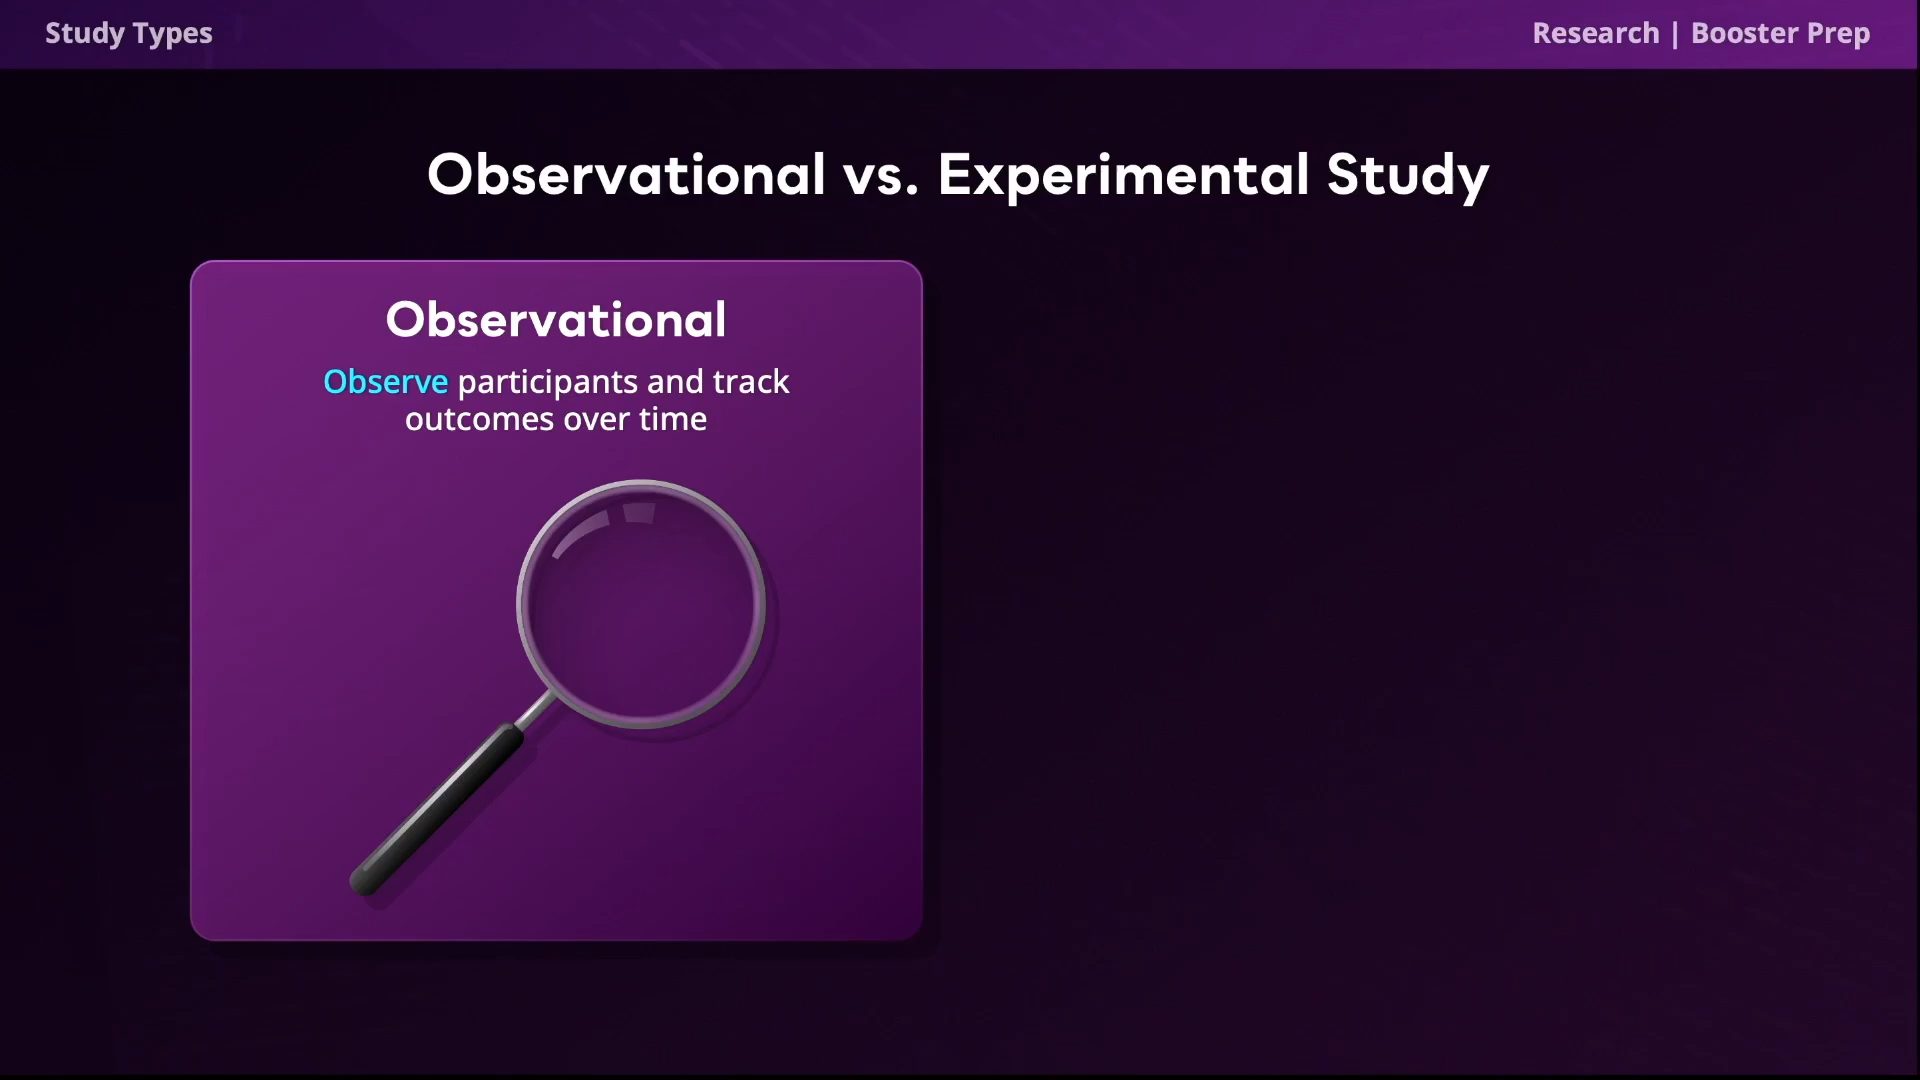 Study Types
Research | Booster Prep
Observational vs. Experimental Study
Observational
Observe participants and track
outcomes over time